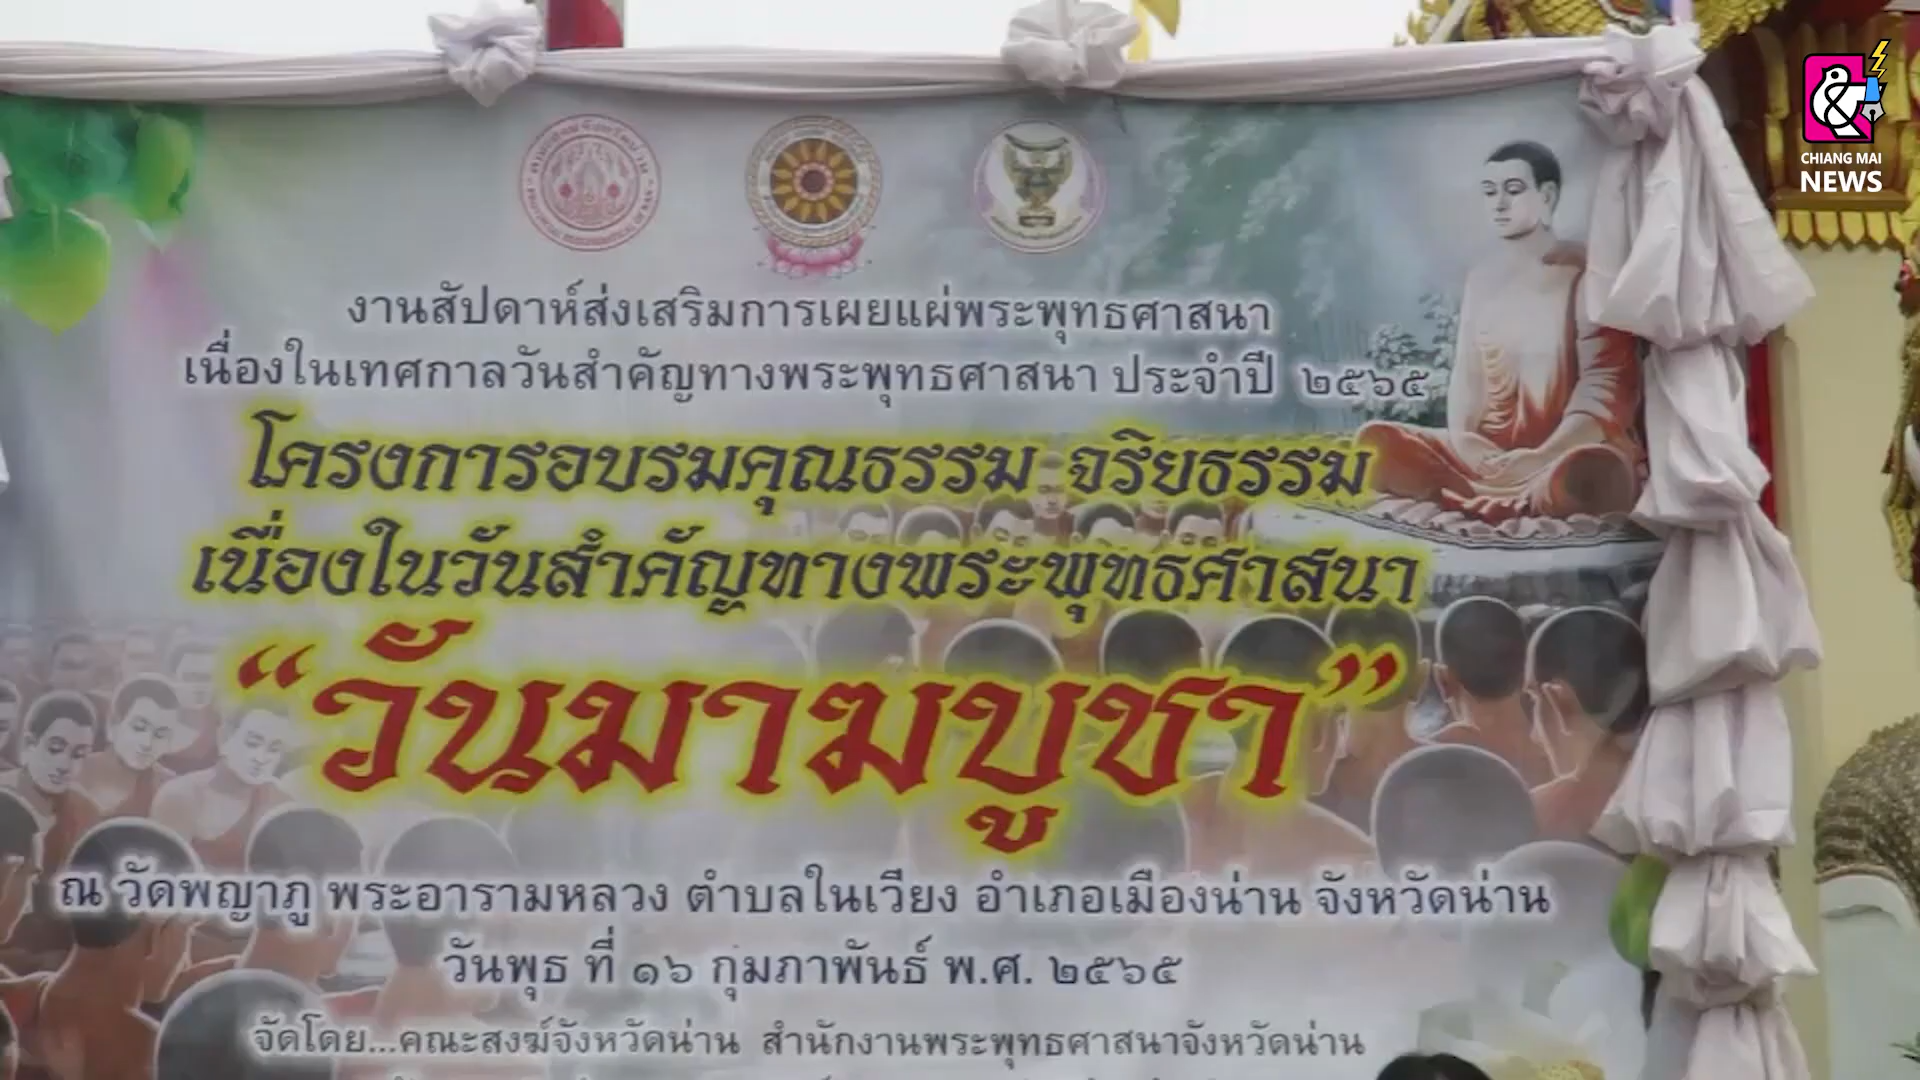 CHIANG MAI
NEWS
งานสัปดาห์ส่งเสริมการเผยแผ่พระพุทธศาสนา
เนื่องในเทศกาลวันสำคัญทางพระพุทธศาสนา ประจำปี ๒๕๖๕
โครงการอบรมคุณธรรม จริยธรรม
เนื่องในวันสำคัญทางพระพุทธศาสนา
“วันมาฆบูชา”
ณ วัดพญาภู พระอารามหลวง ตำบลในเวียง อำเภอเมืองน่าน จังหวัดน่าน
วันพุธ ที่ ๑๖ กุมภาพันธ์ พ.ศ. ๒๕๖๕
จัดโดย...คณะสงฆ์จังหวัดน่าน สำนักงานพระพุทธศาสนาจังหวัดน่าน